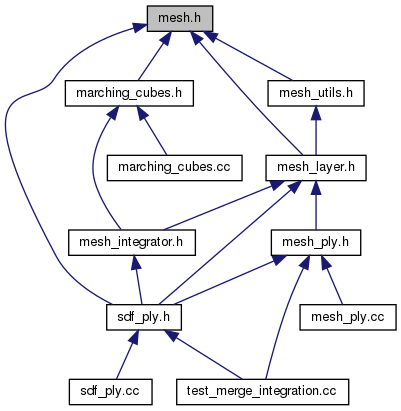 mesh.h
marching_cubes.h
mesh_utils.h
marching_cubes.cc
mesh_layer.h
mesh_integrator.h
mesh_ply.h
sdf_ply.h
mesh_ply.cc
sdf_ply.cc
test_merge_integration.cc